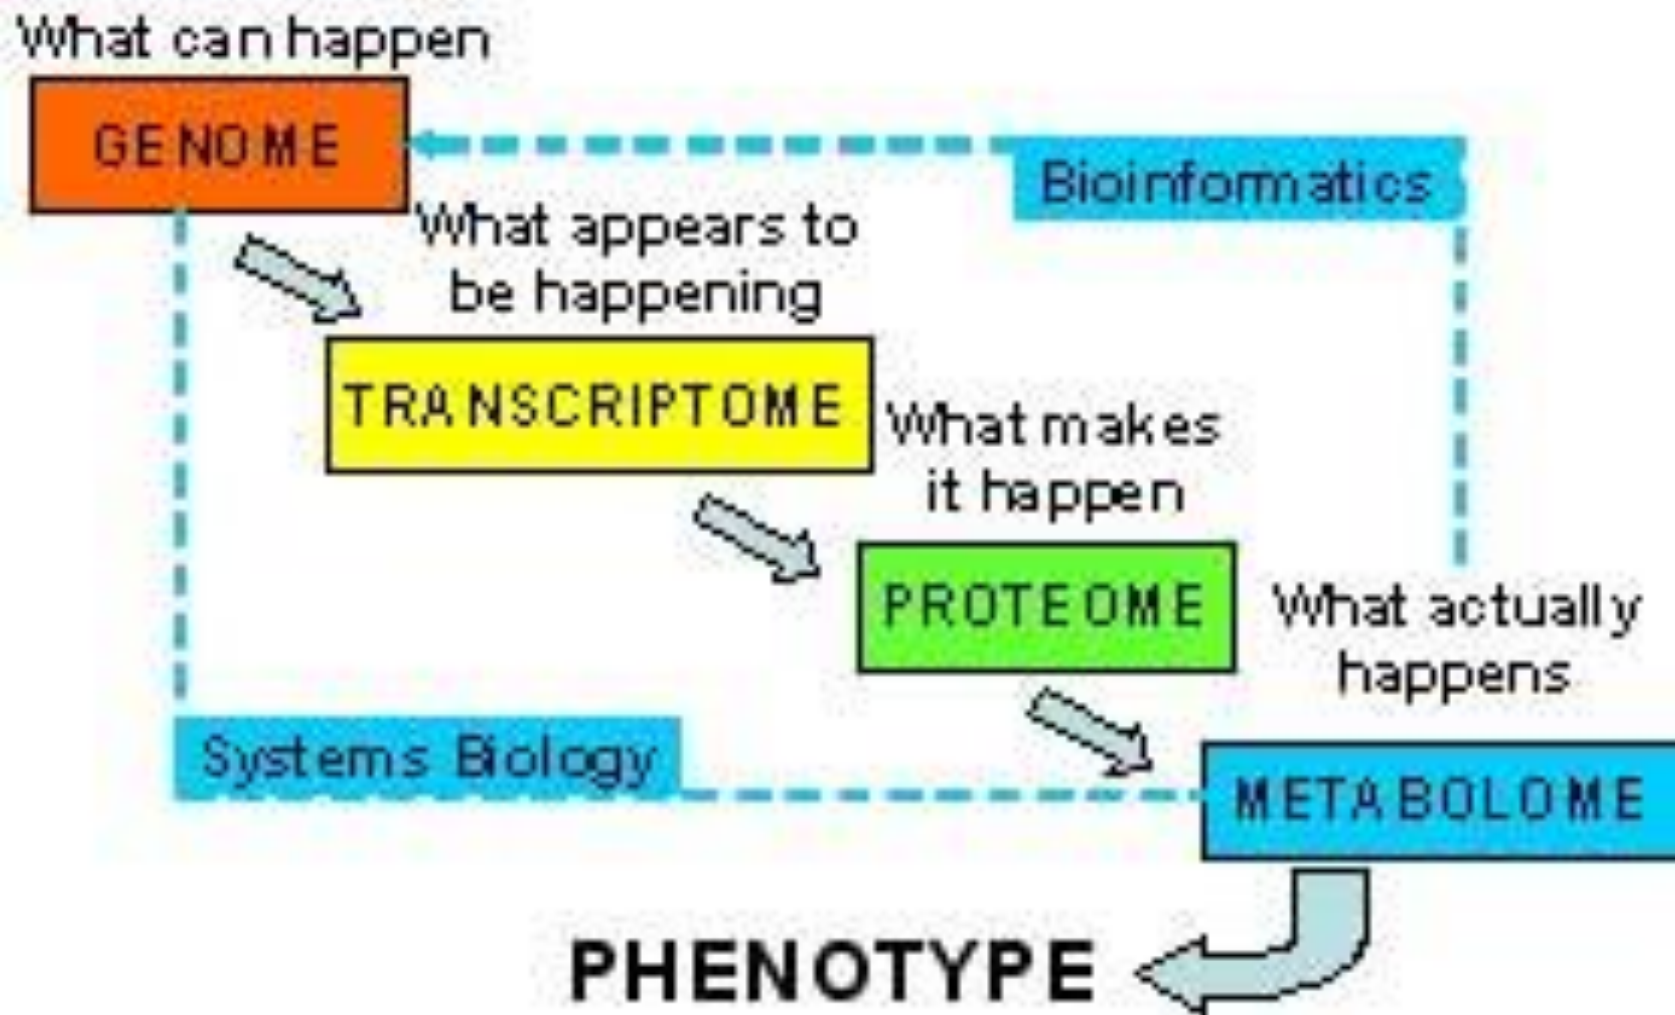 What can happen
GENOME
Bioinformatics
What appears to
be happening
TRANSCRIPTOME
What makes
it happen
PROTEOME
What actually
happens
Systems Biology
METABOLOME
PHENOTYPE